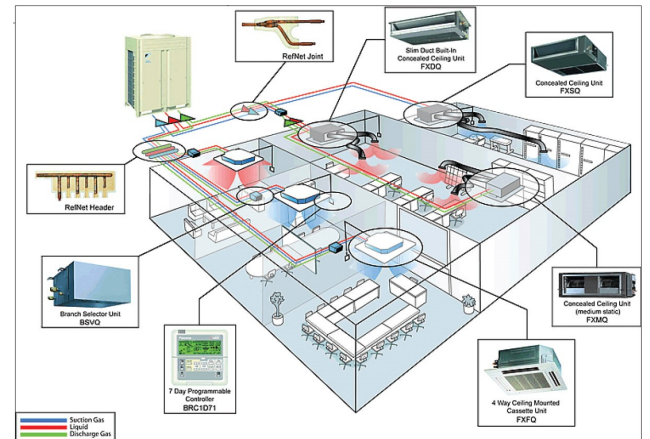 RefNet Joint
Slim Duct Built-In
Concealed Ceiling Unit
FXDQ
Concealed Ceiling Unit
FXSQ
RefNet Header
Branch Selector Unit
BSVQ
7 Day Programmable
Controller
BRC1D71
4 Way Ceiling Mounted
Cassette Unit
FXFQ
Concealed Ceiling Unit
(medium static)
FXMQ
Suction Gas
Liquid
Discharge Gas